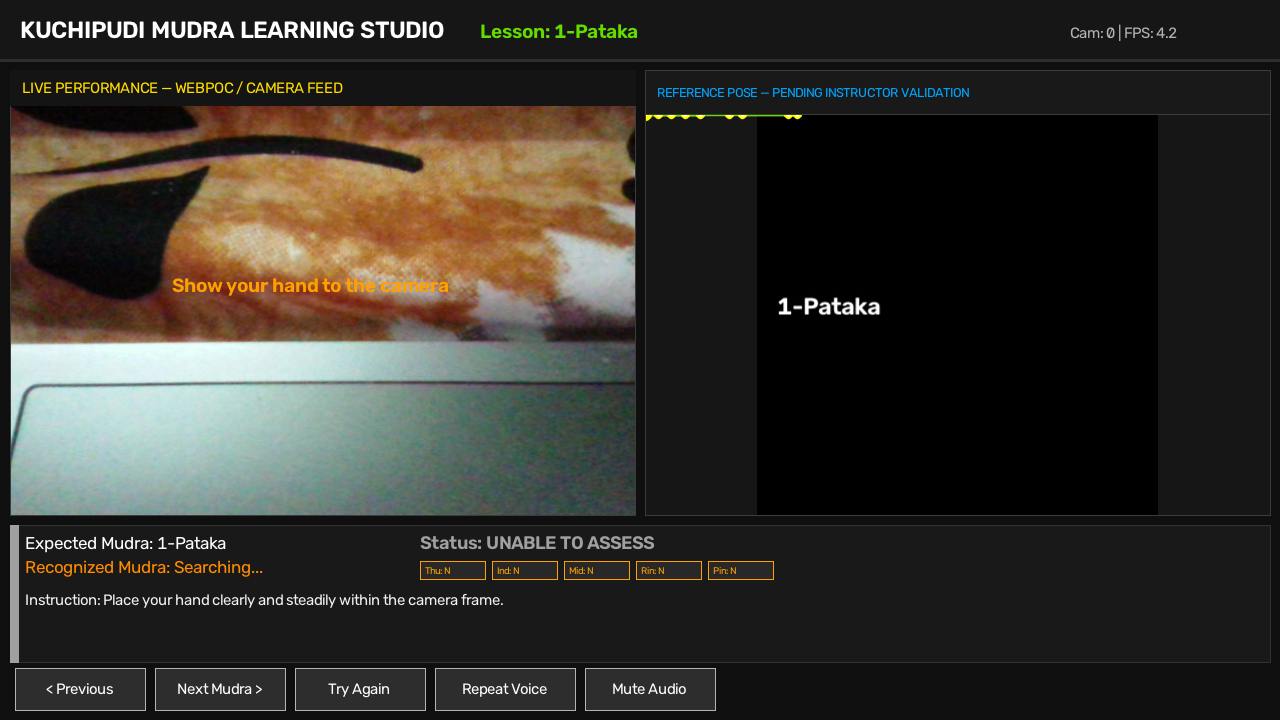 KUCHIPUDI MUDRA LEARNING STUDIO
Lesson: 1-Pataka
Cam: 0 | FPS: 4.2
LIVE PERFORMANCE — WEBPOC / CAMERA FEED
REFERENCE POSE — PENDING INSTRUCTOR VALIDATION
Show your hand to the camera
1-Pataka
Expected Mudra: 1-Pataka
Status: UNABLE TO ASSESS
Recognized Mudra: Searching...
Thu: N
Ind: N
Mid: N
Rin: N
Pin: N
Instruction: Place your hand clearly and steadily within the camera frame.
< Previous
Next Mudra >
Try Again
Repeat Voice
Mute Audio